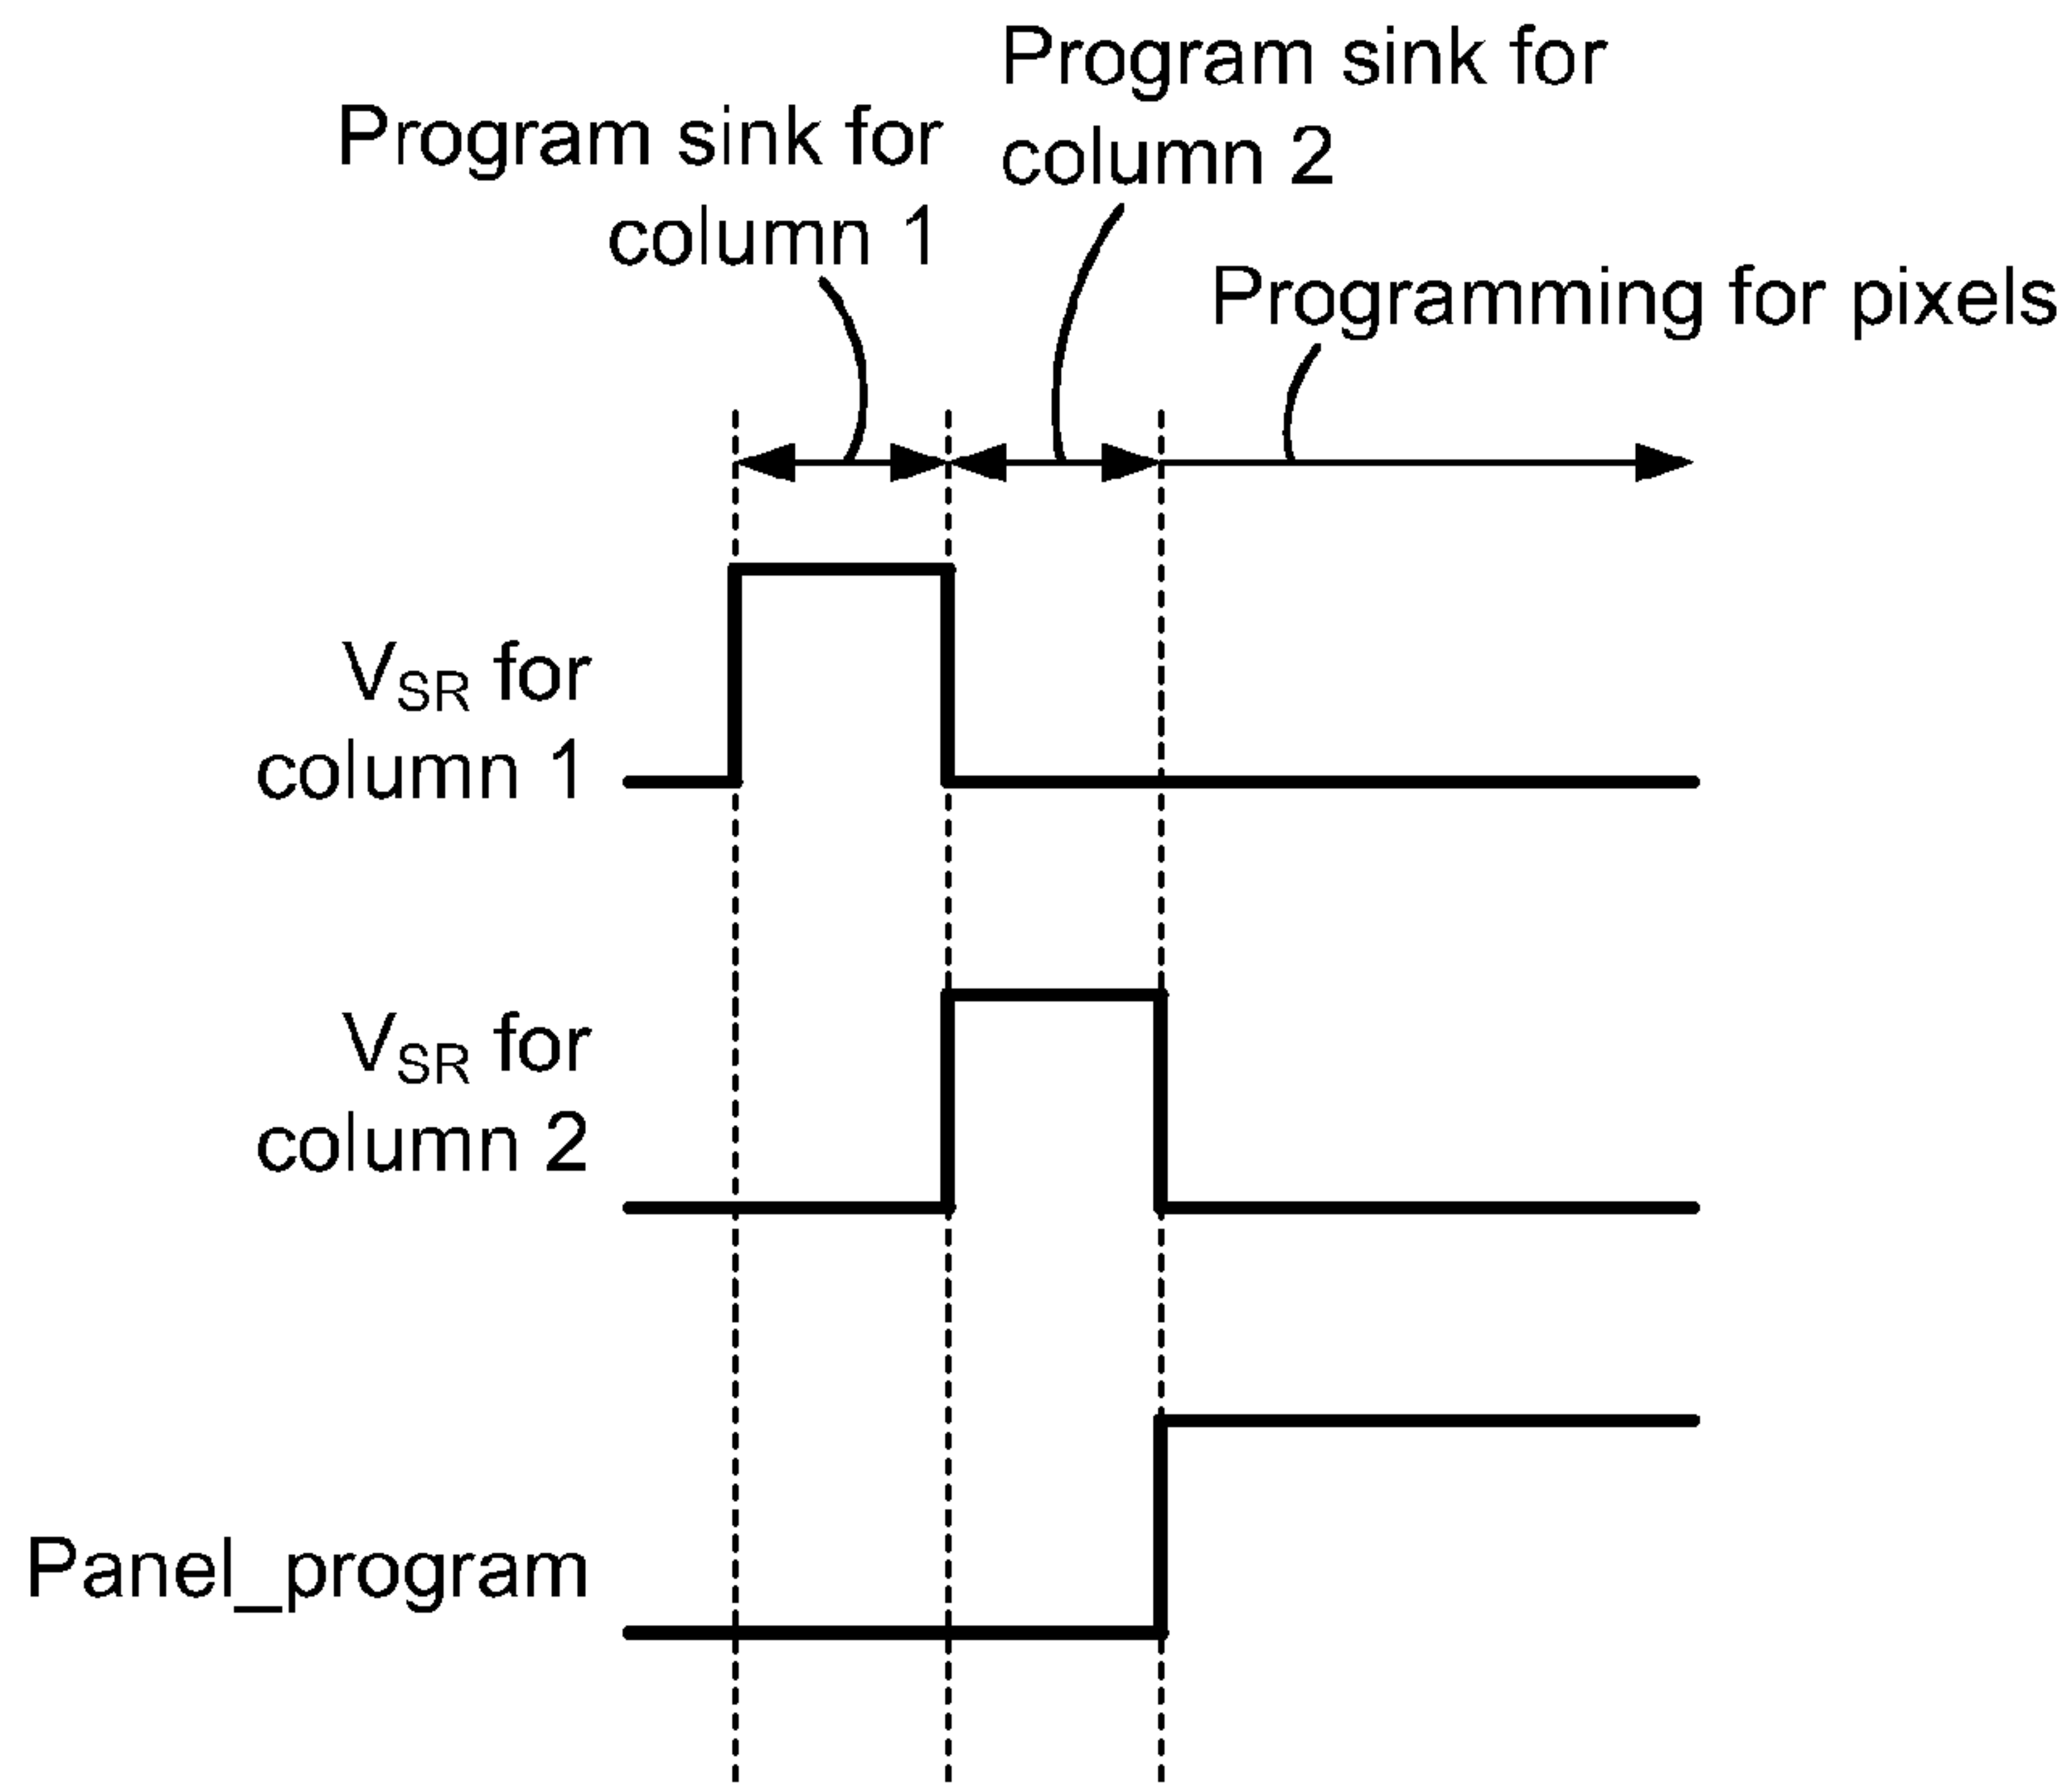 Program sink for
column 2
Program sink for
column 1
Programming for pixels
VSR for
column 1
VSR for
column 2
Panel_program